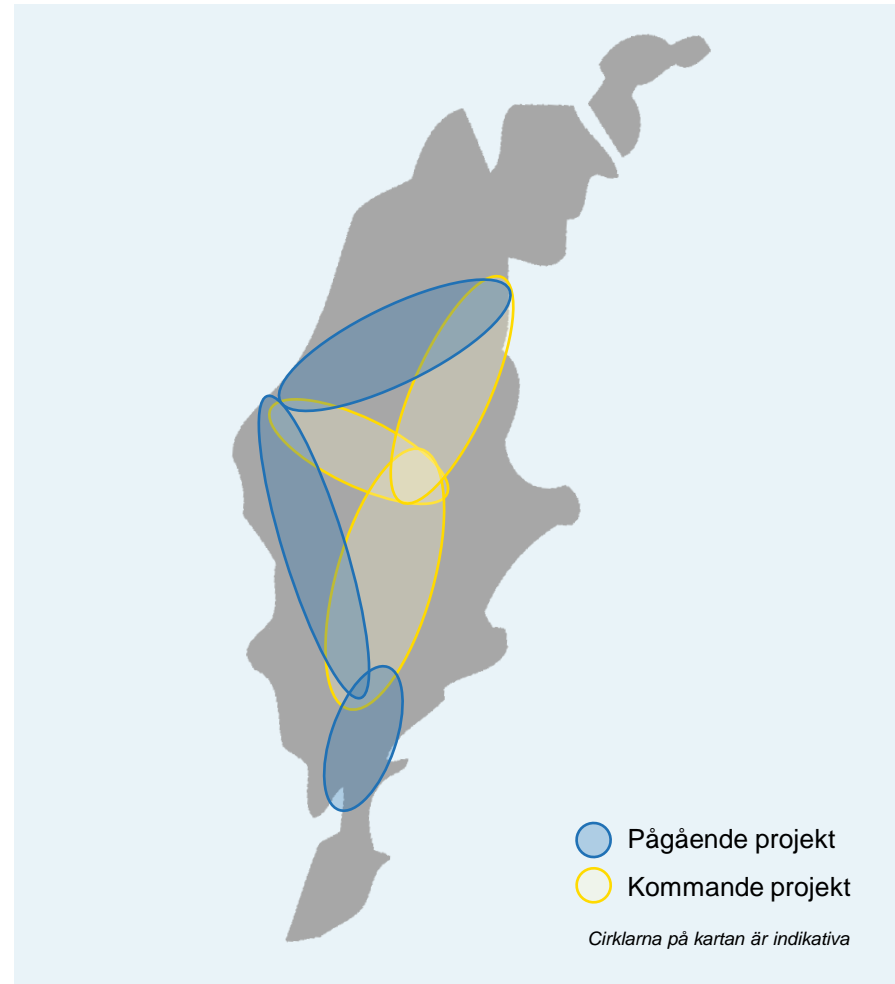 Pågående projekt
Kommande projekt
Cirklarna på kartan är indikativa